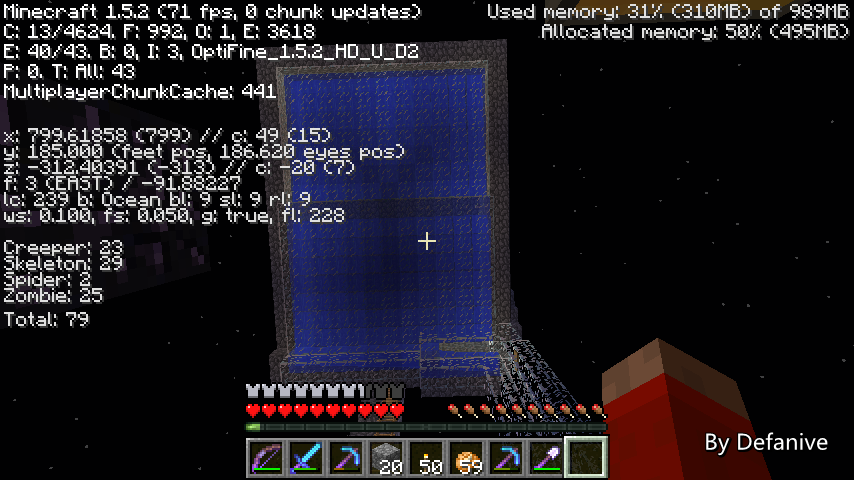 Minecraft 1.5.2 (71 fps, 0 chunk updates)
Used memory: 31% (310MB) of 989MB
C: 13/4624. F: 992, O: 1, E: 3618
Allocated memory: 50% (495MB)
E: 40/43. B: 0, I: 3, OptiFine_1.5.2_HD_U_D2
P: 0. T: All: 43
MultiplayerChunkCache: 441
x: 799.61858 (799) // c: 49 (15)
y: 185.000 (feet pos, 186.620 eyes pos)
z: -312.40391 (-313) // c: -20 (7)
f: 3 (EAST) / -91.88227
lc: 239 b: Ocean bl: 9 sl: 9 rl: 9
ws: 0.100, fs: 0.050, g: true, fl: 228
Creeper: 23
Skeleton: 29
Spider: 2
Zombie: 25
Total: 79
20 50 59
By Defanive